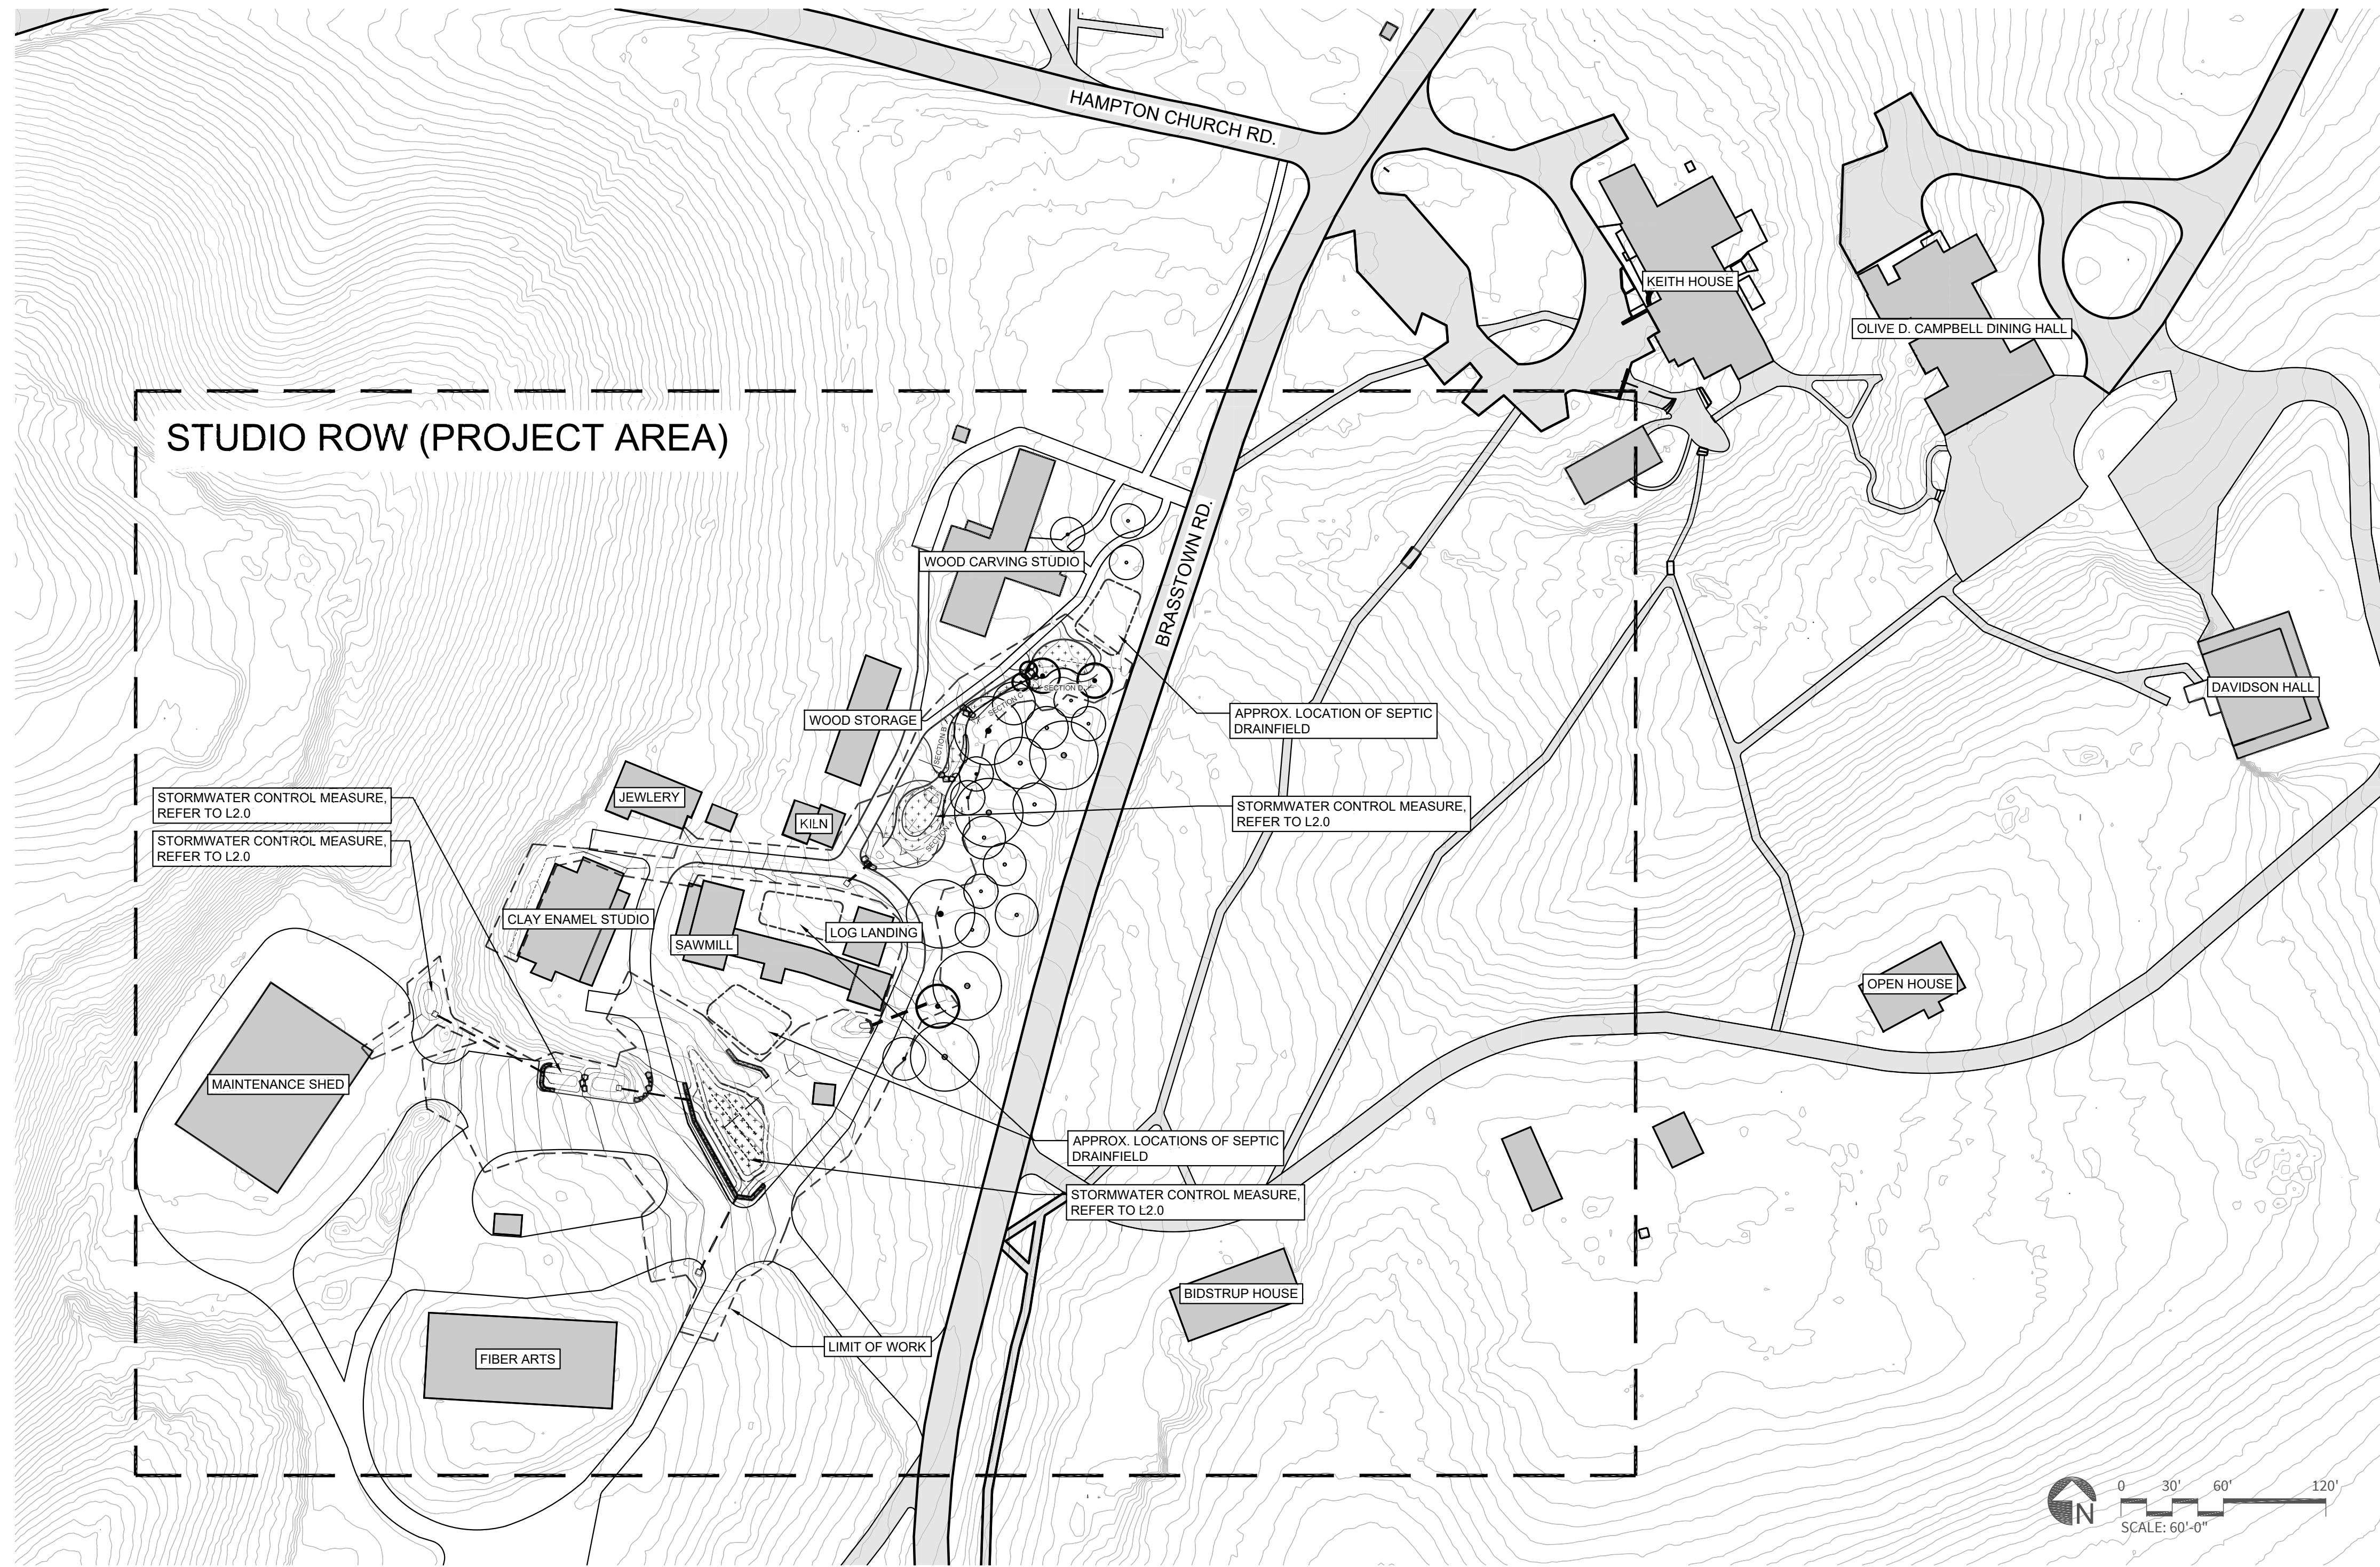 HAMPTON CHURCH RD.
KEITH HOUSE
OLIVE D. CAMPBELL DINING HALL
STUDIO ROW (PROJECT AREA)
WOOD CARVING STUDIO
BRASSTOWN RD.
SECTION D
SECTION C
DAVIDSON HALL
WOOD STORAGE
APPROX. LOCATION OF SEPTIC
DRAINFIELD
SECTION B
STORMWATER CONTROL MEASURE,
REFER TO L2.0
JEWLERY
KILN
STORMWATER CONTROL MEASURE,
REFER TO L2.0
SECTION A
STORMWATER CONTROL MEASURE,
REFER TO L2.0
CLAY ENAMEL STUDIO
SAWMILL
LOG LANDING
OPEN HOUSE
MAINTENANCE SHED
APPROX. LOCATIONS OF SEPTIC
DRAINFIELD
STORMWATER CONTROL MEASURE,
REFER TO L2.0
BIDSTRUP HOUSE
LIMIT OF WORK
FIBER ARTS
N
0 30' 60' 120'
SCALE: 60'-0"